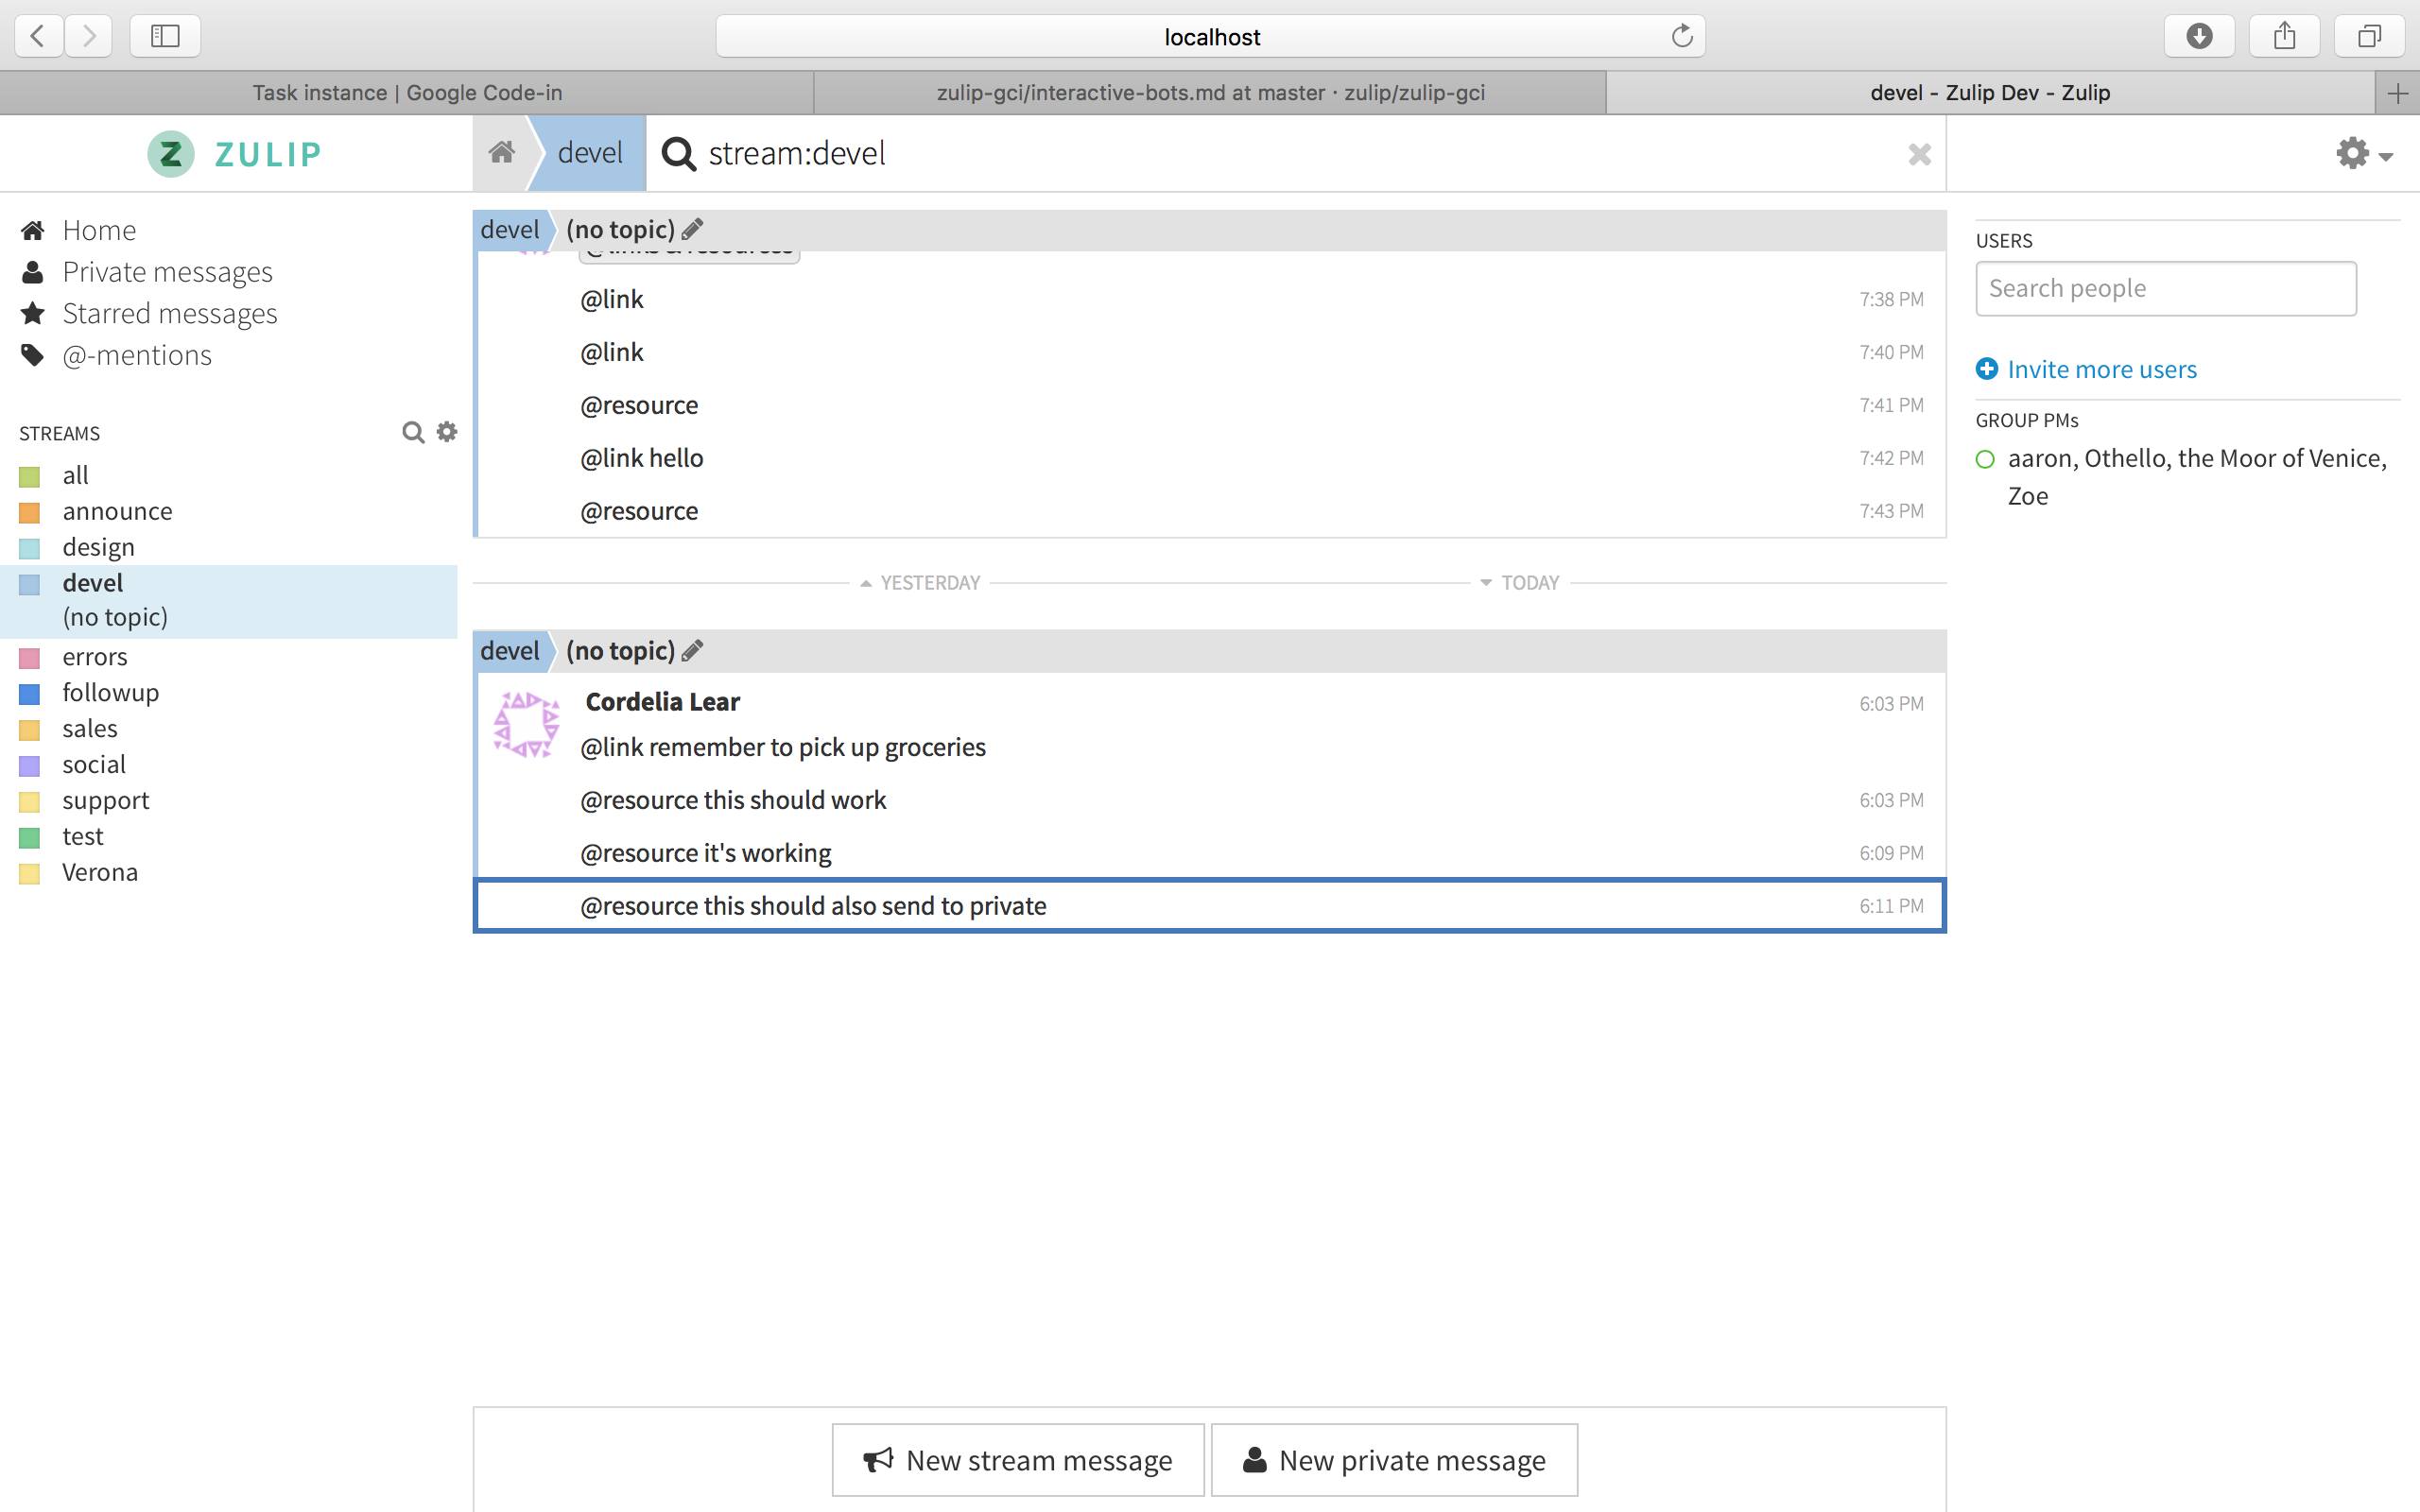 localhost
Task instance | Google Code-in
zulip-gci/interactive-bots.md at master · zulip/zulip-gci
devel - Zulip Dev - Zulip
ZULIP
devel
stream:devel
Home
Private messages
Starred messages
@-mentions
STREAMS
all
announce
design
devel
(no topic)
errors
followup
sales
social
support
test
Verona
devel (no topic)
@links & resources
@link 7:38 PM
@link 7:40 PM
@resource 7:41 PM
@link hello 7:42 PM
@resource 7:43 PM
YESTERDAY TODAY
devel (no topic)
Cordelia Lear 6:03 PM
@link remember to pick up groceries
@resource this should work 6:03 PM
@resource it's working 6:09 PM
@resource this should also send to private 6:11 PM
New stream message
New private message
USERS
Search people
Invite more users
GROUP PMs
aaron, Othello, the Moor of Venice,
Zoe